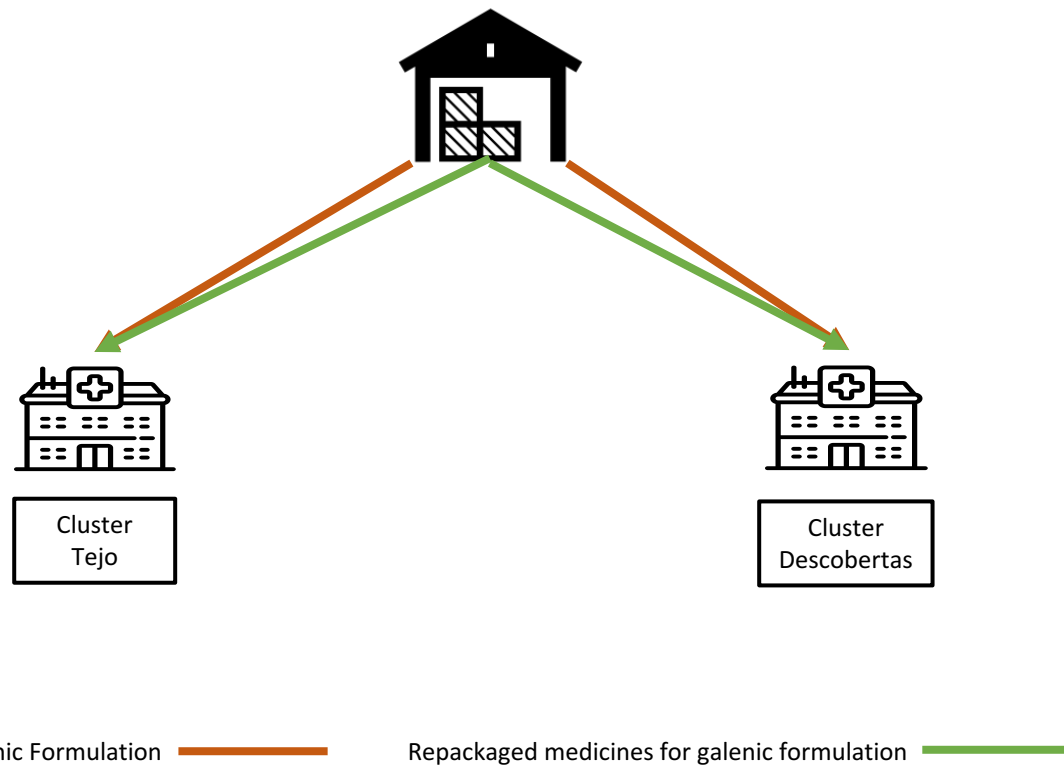 Cluster
Tejo
Cluster
Descobertas
nic Formulation
Repackaged medicines for galenic formulation